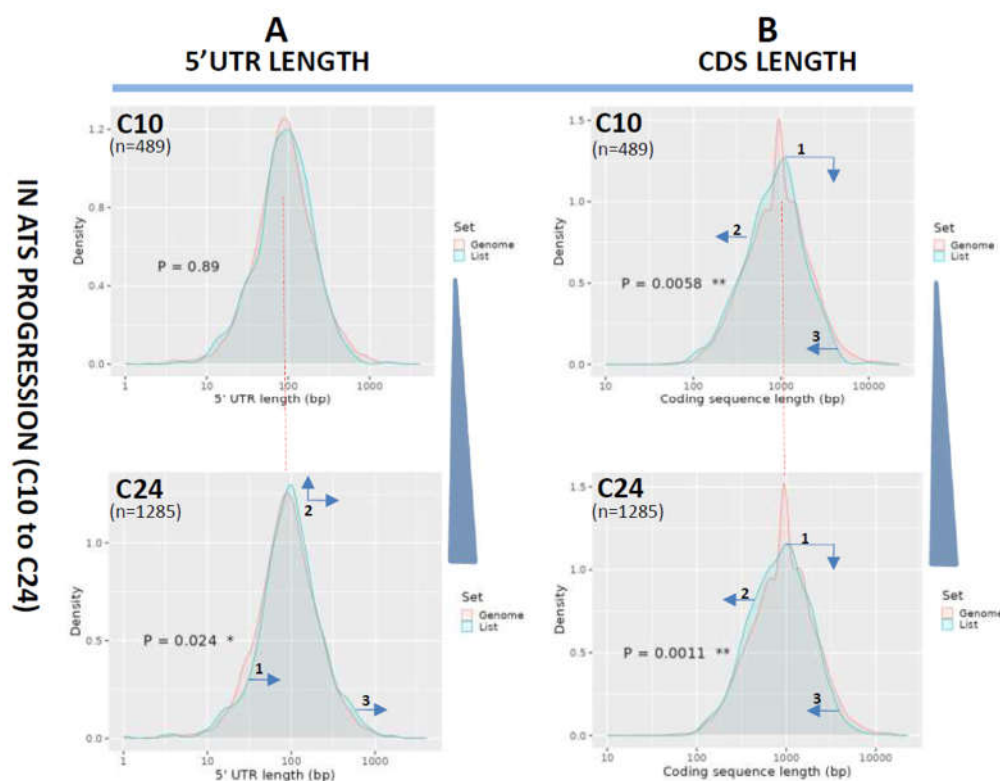 A
5'UTR LENGTH
B
CDS LENGTH
IN ATS PROGRESSION (C10 to C24)
C10
(n=489)
P = 0.89
Density
1.2
0.8
0.4
0.0
1
10
100
1000
5' UTR length (bp)
Set
Genome
List
C10
(n=489)
1
2
3
P = 0.0058 **
Density
1.5
1.0
0.5
0.0
10
100
1000
10000
Coding sequence length (bp)
Set
Genome
List
C24
(n=1285)
2
1
3
P = 0.024 *
Density
1.0
0.5
0.0
1
10
100
1000
5' UTR length (bp)
Set
Genome
List
C24
(n=1285)
1
2
3
P = 0.0011 **
Density
1.5
1.0
0.5
0.0
10
100
1000
10000
Coding sequence length (bp)
Set
Genome
List